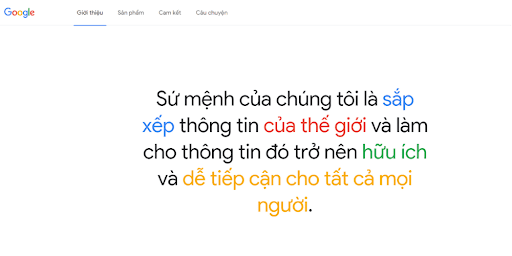 Google Giới thiệu Sản phẩm Cam kết Câu chuyện
Sứ mệnh của chúng tôi là sắp
xếp thông tin của thế giới và làm
cho thông tin đó trở nên hữu ích
và dễ tiếp cận cho tất cả mọi
người.